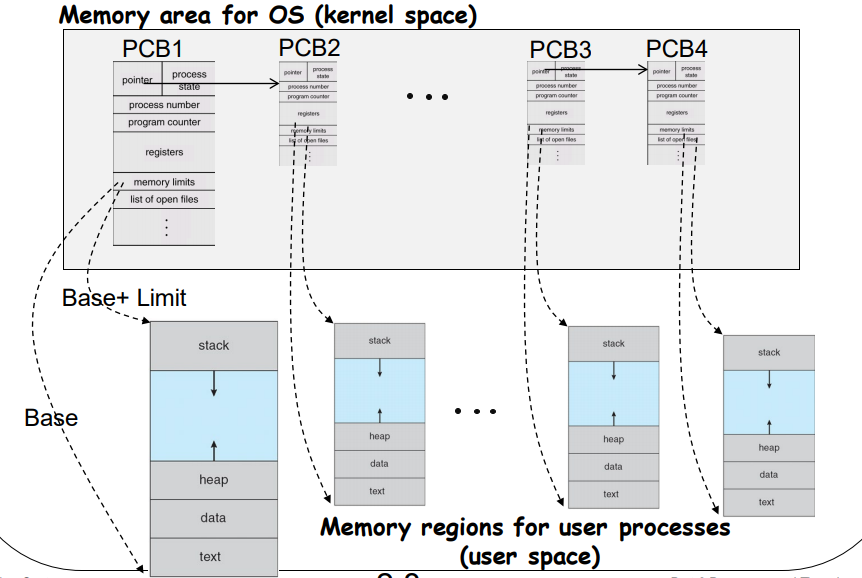 Memory area for OS (kernel space)
PCB1
PCB2
PCB3
PCB4
pointer
process state
process number
program counter
registers
memory limits
list of open files
pointer
process state
process number
program counter
registers
memory limits
list of open files
• • •
pointer
process state
process number
program counter
registers
memory limits
list of open files
pointer
process state
process number
program counter
registers
memory limits
list of open files
Base+ Limit
Base
stack
heap
data
text
stack
heap
data
text
• • •
stack
heap
data
text
stack
heap
data
text
Memory regions for user processes
(user space)